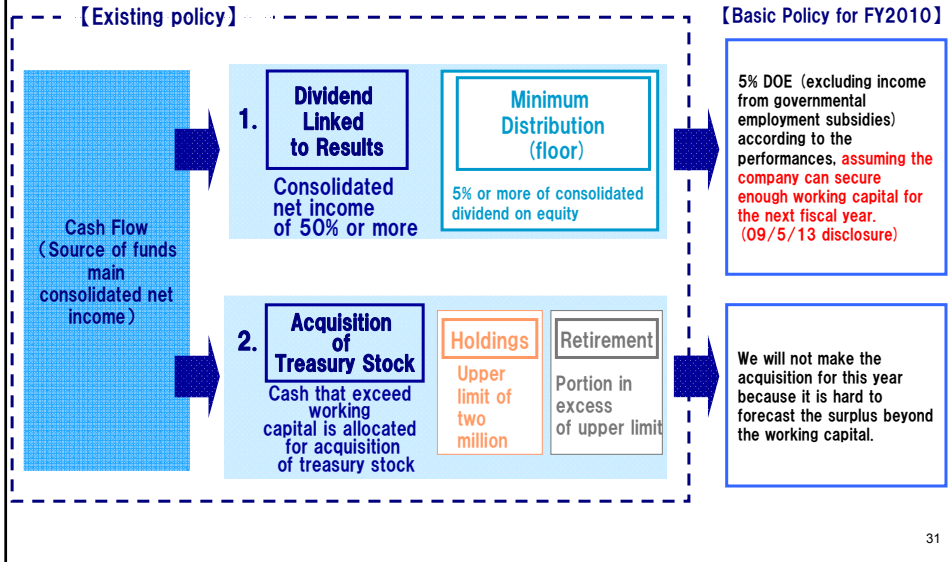 【Existing policy】
【Basic Policy for FY2010】
Cash Flow
(Source of funds
main
consolidated net
income)
1.
Dividend
Linked
to Results
Consolidated
net income
of 50% or more
Minimum
Distribution
(floor)
5% or more of consolidated
dividend on equity
5% DOE (excluding income
from governmental
employment subsidies)
according to the
performances, assuming the
company can secure
enough working capital for
the next fiscal year.
(09/5/13 disclosure)
2.
Acquisition
of
Treasury Stock
Cash that exceed
working
capital is allocated
for acquisition
of treasury stock
Holdings
Upper
limit of
two
million
Retirement
Portion in
excess
of upper limit
We will not make the
acquisition for this year
because it is hard to
forecast the surplus beyond
the working capital.
31